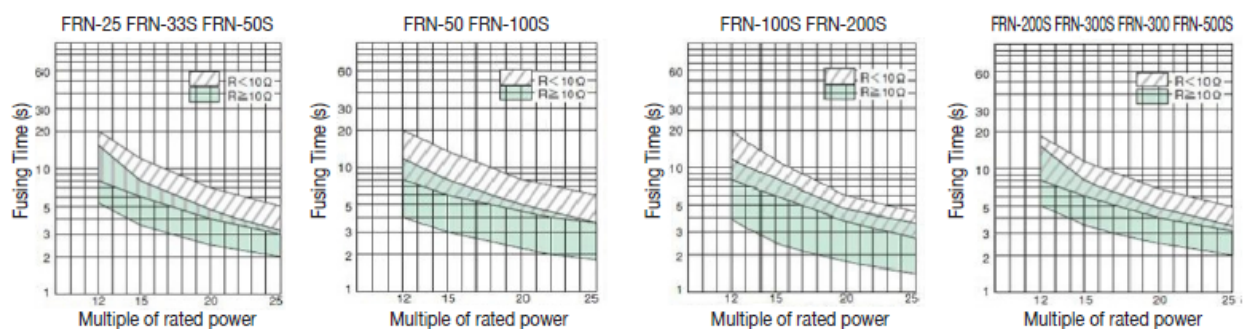 FRN-25 FRN-33S FRN-50S
Fusing Time (s)
60
30
20
10
5
3
2
1
R<10Ω
R≧10Ω
12
15
20
25
Multiple of rated power
FRN-50 FRN-100S
Fusing Time (s)
60
30
20
10
5
3
2
1
R<10Ω
R≧10Ω
12
15
20
25
Multiple of rated power
FRN-100S FRN-200S
Fusing Time (s)
60
30
20
10
5
3
2
1
R<10Ω
R≧10Ω
12
15
20
25
Multiple of rated power
FRN-200S FRN-300S FRN-300 FRN-500S
Fusing Time (s)
60
30
20
10
5
3
2
1
R<10Ω
R≧10Ω
12
15
20
25
Multiple of rated power